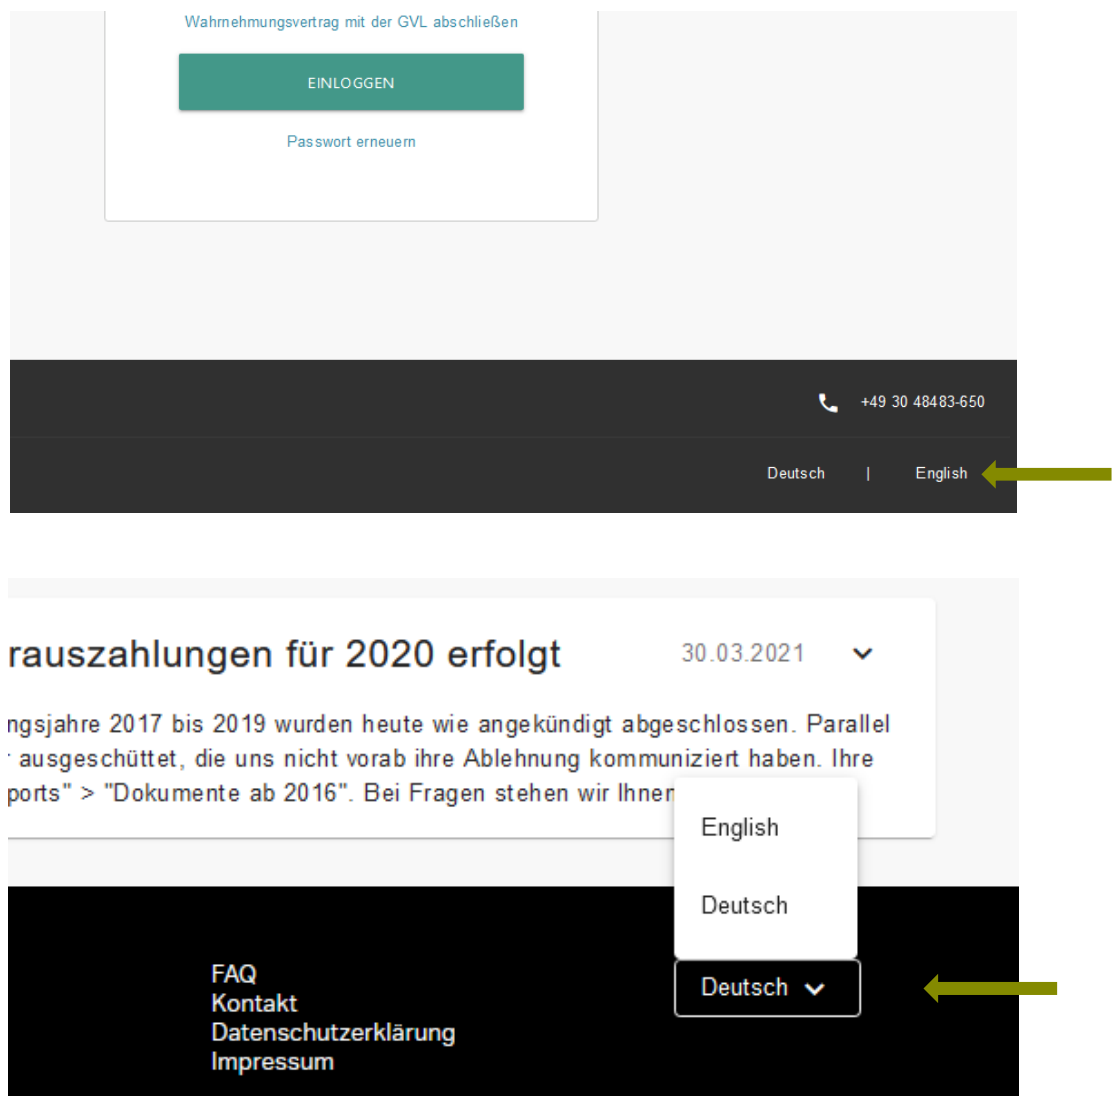 Wahrnehmungsvertrag mit der GVL abschließen
EINLOGGEN
Passwort erneuern
+49 30 48483-650
Deutsch | English
rauszahlungen für 2020 erfolgt 30.03.2021
ngsjahre 2017 bis 2019 wurden heute wie angekündigt abgeschlossen. Parallel
ausgeschüttet, die uns nicht vorab ihre Ablehnung kommuniziert haben. Ihre
ports" > "Dokumente ab 2016". Bei Fragen stehen wir Ihnen
English
Deutsch
Deutsch
FAQ
Kontakt
Datenschutzerklärung
Impressum